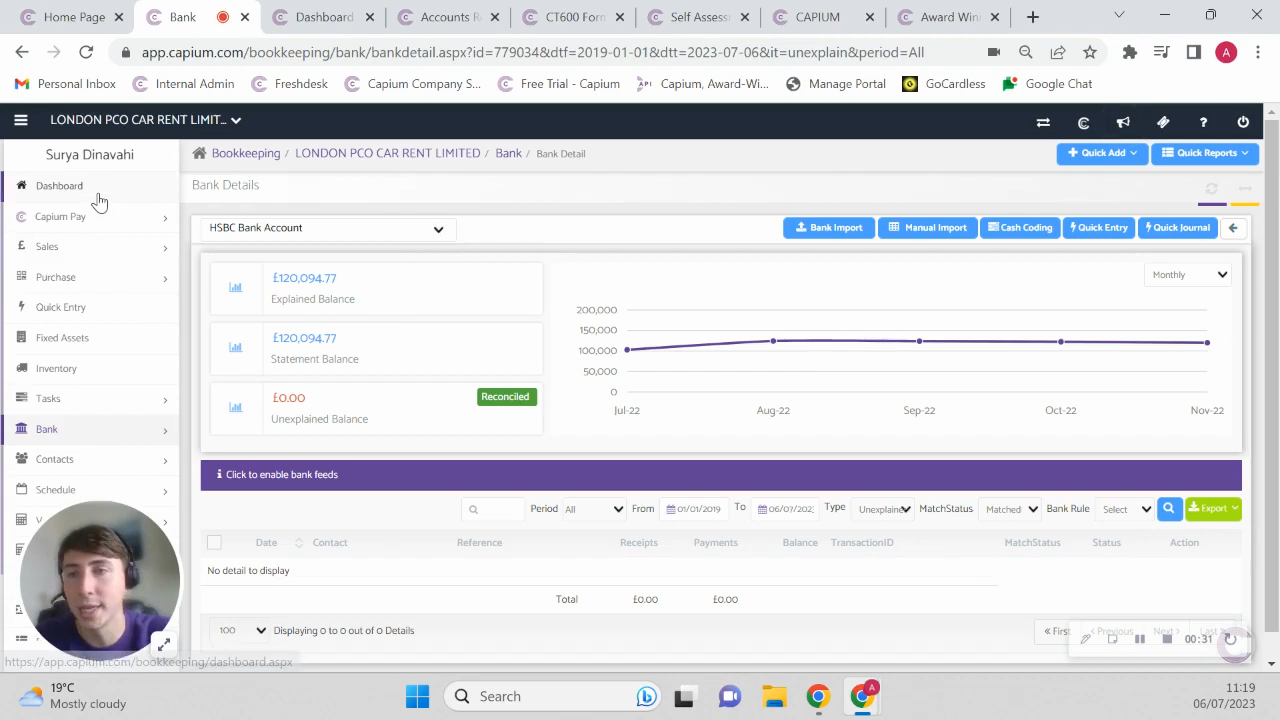 Home Page
Bank
Dashboard
Accounts Re
CT600 Form
Self Assess
CAPIUM
Award Win
app.capium.com/bookkeeping/bank/bankdetail.aspx?id=779034&dtf=2019-01-01&dtt=2023-07-06&it=unexplain&period=All
A
Personal Inbox
Internal Admin
Freshdesk
Capium Company S...
Free Trial - Capium
Capium, Award-Wi...
Manage Portal
GoCardless
Google Chat
LONDON PCO CAR RENT LIMIT...
Surya Dinavahi
Bookkeeping / LONDON PCO CAR RENT LIMITED / Bank / Bank Detail
Quick Add
Quick Reports
Dashboard
Bank Details
Capium Pay
Sales
Purchase
Quick Entry
Fixed Assets
Inventory
Tasks
Bank
Contacts
Schedule
HSBC Bank Account
Bank Import
Manual Import
Cash Coding
Quick Entry
Quick Journal
£120,094.77
Explained Balance
£120,094.77
Statement Balance
£0.00
Reconciled
Unexplained Balance
Monthly
200,000
150,000
100,000
50,000
0
Jul-22
Aug-22
Sep-22
Oct-22
Nov-22
Click to enable bank feeds
Period All From 01/01/2019 To 06/07/202 Type Unexplaine MatchStatus Matched Bank Rule Select Export
Date Contact Reference Receipts Payments Balance TransactionID MatchStatus Status Action
No detail to display
Total £0.00 £0.00
100 Displaying 0 to 0 out of 0 Details
« First ‹ Previous Next › Last
00:31
https://app.capium.com/bookkeeping/dashboard.aspx
19°C
Mostly cloudy
Search
A
11:19
06/07/2023